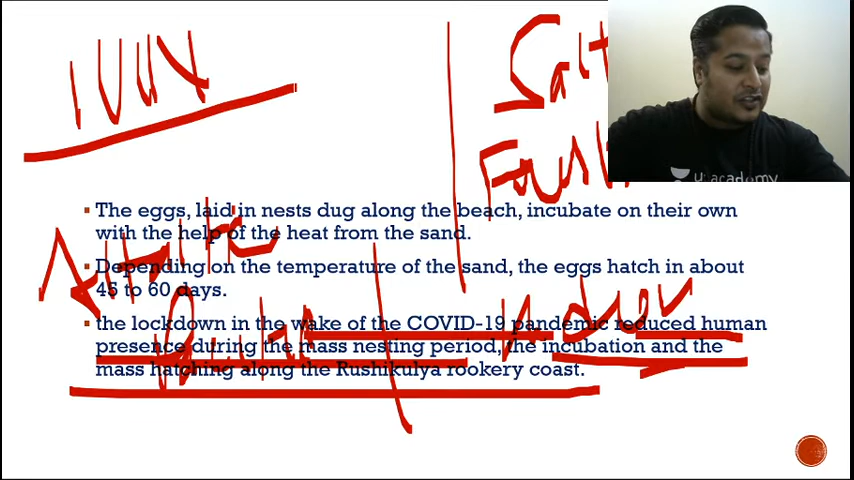 Salt
The eggs, laid in nests dug along the beach, incubate on their own
with the help of the heat from the sand.
Depending on the temperature of the sand, the eggs hatch in about
45 to 60 days.
the lockdown in the wake of the COVID-19 pandemic reduced human
presence during the mass nesting period, the incubation and the
mass hatching along the Rushikulya rookery coast.